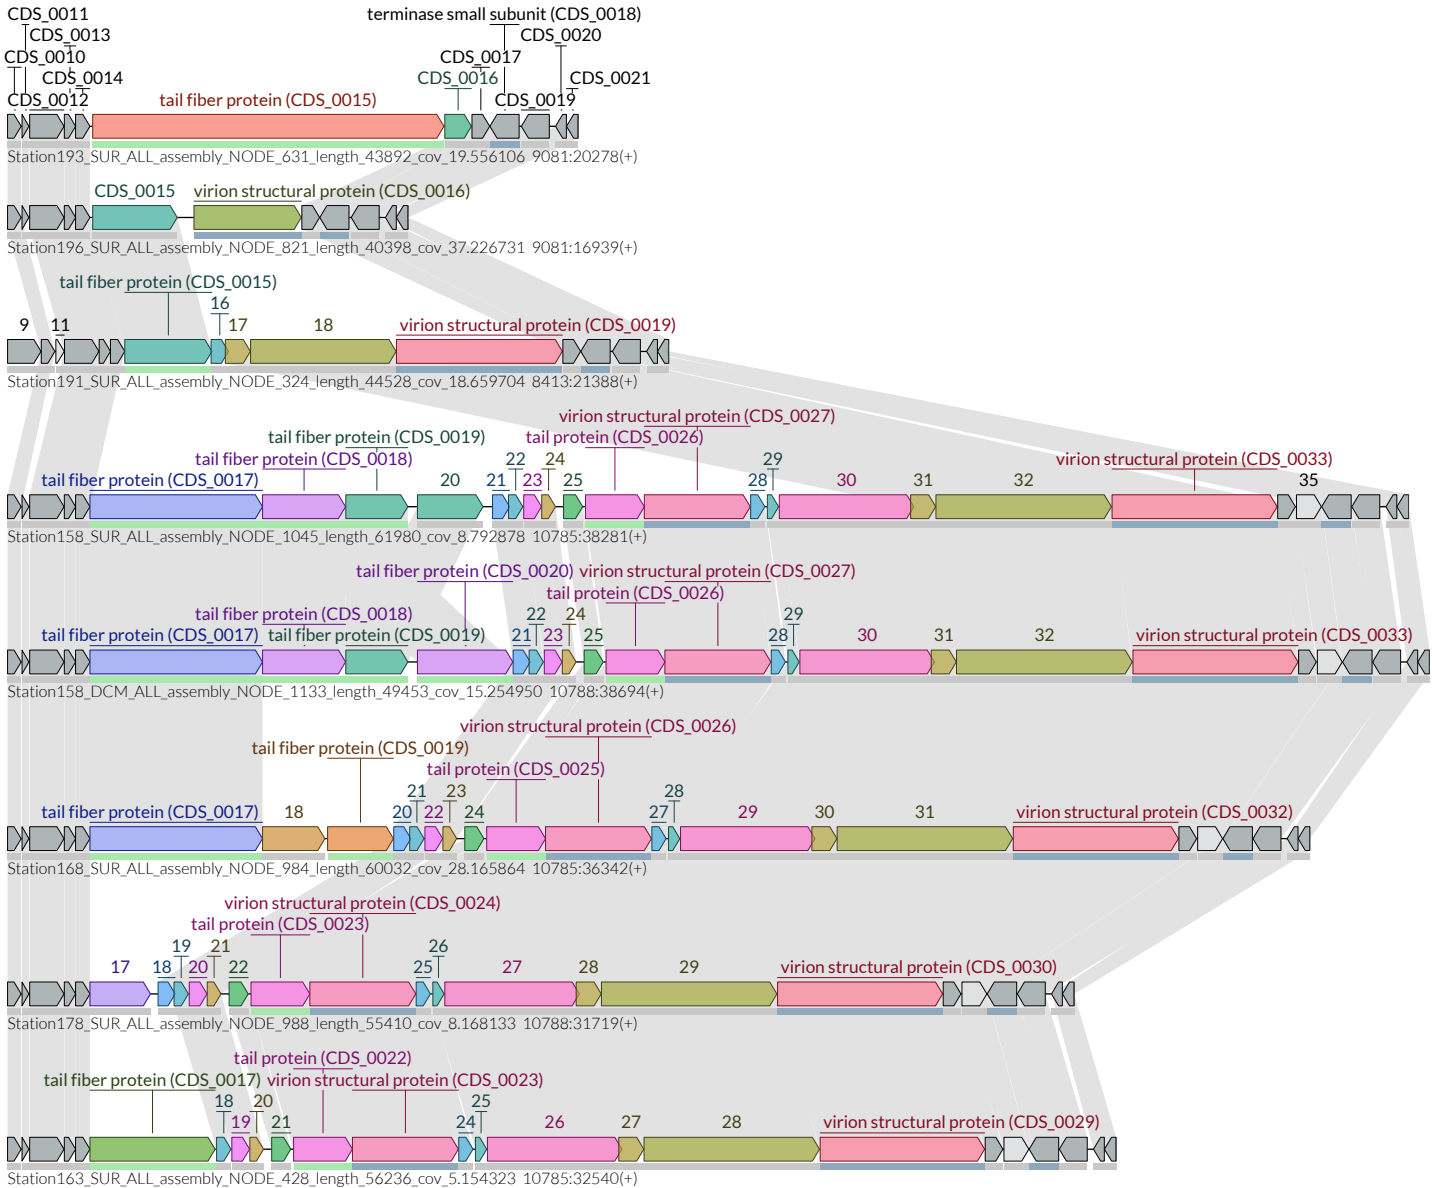 CDS_0011
terminase small subunit (CDS_0018)
CDS_0013 CDS_0020
CDS_0010 CDS_0017
CDS_0014 CDS_0016 CDS_0021
CDS_0012 tail fiber protein (CDS_0015) CDS_0019
Station193_SUR_ALL_assembly_NODE_631_length_43892_cov_19.556106 9081:20278(+)
CDS_0015 virion structural protein (CDS_0016)
Station196_SUR_ALL_assembly_NODE_821_length_40398_cov_37.226731 9081:16939(+)
tail fiber protein (CDS_0015)
16
9 11 17 18 virion structural protein (CDS_0019)
Station191_SUR_ALL_assembly_NODE_324_length_44528_cov_18.659704 8413:21388(+)
virion structural protein (CDS_0027)
tail fiber protein (CDS_0019) tail protein (CDS_0026)
tail fiber protein (CDS_0018) 22 24 29
tail fiber protein (CDS_0017) 20 21 23 25 28 30 31 32 virion structural protein (CDS_0033) 35
Station158_SUR_ALL_assembly_NODE_1045_length_61980_cov_8.792878 10785:38281(+)
tail fiber protein (CDS_0020) virion structural protein (CDS_0027)
tail protein (CDS_0026)
tail fiber protein (CDS_0018) 22 24 29
tail fiber protein (CDS_0017) tail fiber protein (CDS_0019) 21 23 25 28 30 31 32 virion structural protein (CDS_0033)
Station158_DCM_ALL_assembly_NODE_1133_length_49453_cov_15.254950 10788:38694(+)
virion structural protein (CDS_0026)
tail fiber protein (CDS_0019)
tail protein (CDS_0025)
21 23 28
tail fiber protein (CDS_0017) 18 20 22 24 27 29 30 31 virion structural protein (CDS_0032)
Station168_SUR_ALL_assembly_NODE_984_length_60032_cov_28.165864 10785:36342(+)
virion structural protein (CDS_0024)
tail protein (CDS_0023)
19 21 26
17 18 20 22 25 27 28 29 virion structural protein (CDS_0030)
Station178_SUR_ALL_assembly_NODE_988_length_55410_cov_8.168133 10788:31719(+)
tail protein (CDS_0022)
tail fiber protein (CDS_0017) virion structural protein (CDS_0023)
18 20 25
19 21 24 26 27 28 virion structural protein (CDS_0029)
Station163_SUR_ALL_assembly_NODE_428_length_56236_cov_5.154323 10785:32540(+)